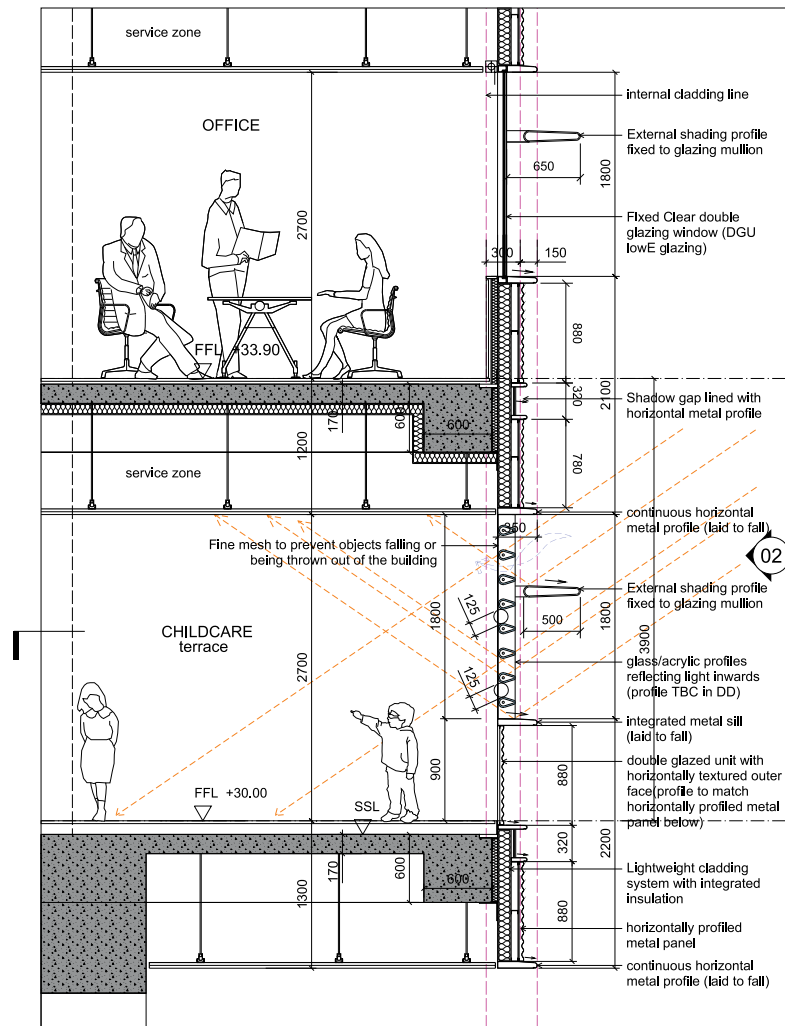 service zone
internal cladding line
OFFICE
External shading profile
fixed to glazing mullion
650
1800
2700
FIxed Clear double
glazing window (DGU
lowE glazing)
300
150
880
FFL +33.90
320
2100
Shadow gap lined with
horizontal metal profile
170
600
600
1200
780
service zone
continuous horizontal
metal profile (laid to fall)
350
Fine mesh to prevent objects falling or
being thrown out of the building
02
External shading profile
fixed to glazing mullion
125
500
1800
1800
3900
CHILDCARE
terrace
2700
glass/acrylic profiles
reflecting light inwards
(profile TBC in DD)
125
integrated metal sill
(laid to fall)
900
880
double glazed unit with
horizontally textured outer
face(profile to match
horizontally profiled metal
panel below)
FFL +30.00
SSL
320
2200
170
600
600
1300
Lightweight cladding
system with integrated
insulation
880
horizontally profiled
metal panel
continuous horizontal
metal profile (laid to fall)